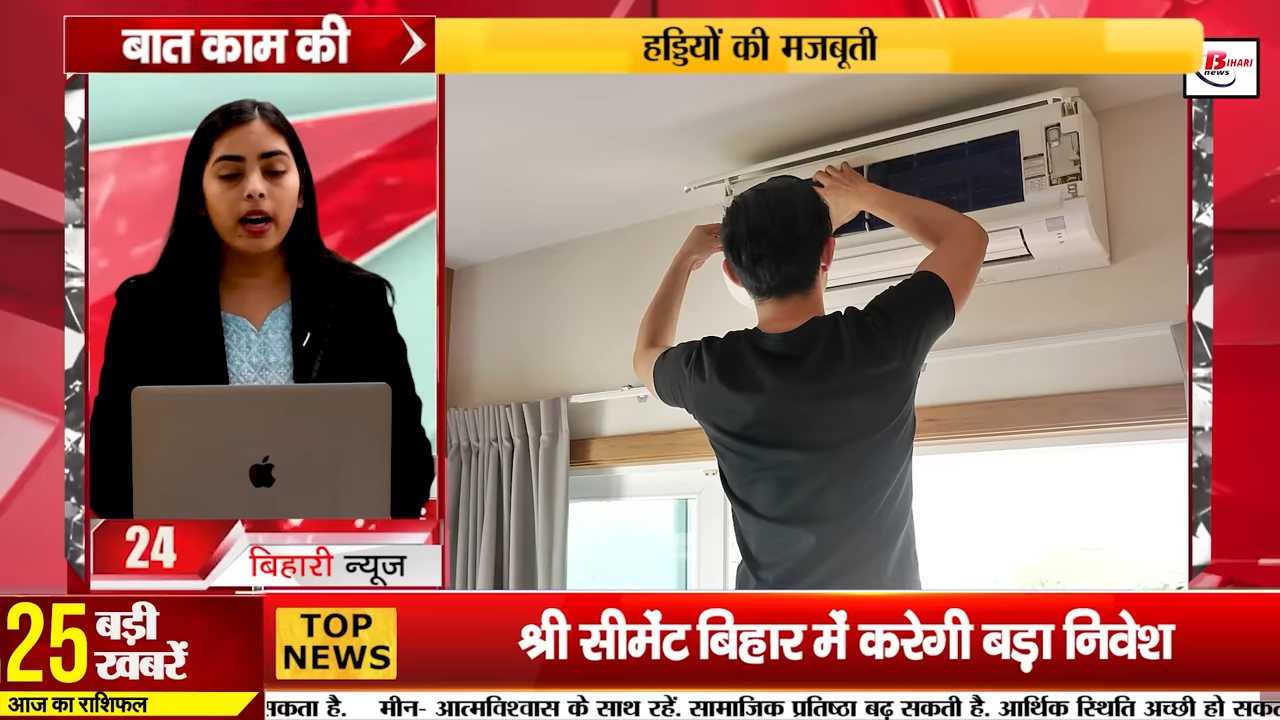 बात काम की
हड्डियों की मजबूती
BIHARI
news
24
बिहारी न्यूज
25 बड़ी
खबरें
TOP
NEWS
श्री सीमेंट बिहार में करेगी बड़ा निवेश
आज का राशिफल
सकता है. मीन- आत्मविश्वास के साथ रहें. सामाजिक प्रतिष्ठा बढ़ सकती है. आर्थिक स्थिति अच्छी हो